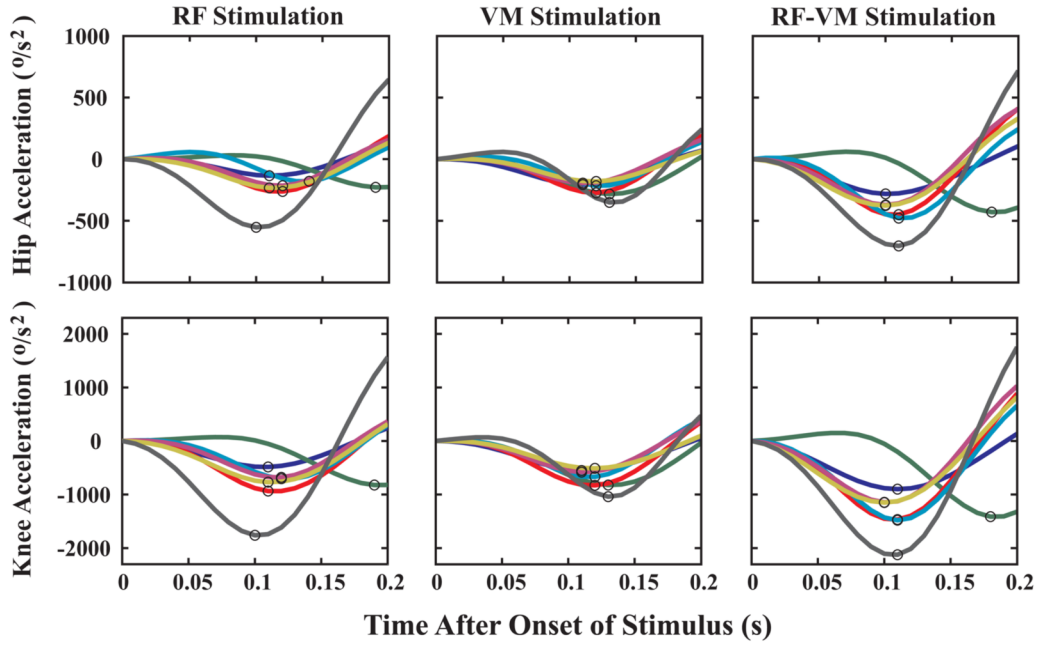 RF Stimulation VM Stimulation RF-VM Stimulation
Hip Acceleration (º/s²)
1000
500
0
-500
-1000
Knee Acceleration (º/s²)
2000
1000
0
-1000
-2000
0 0.05 0.1 0.15 0.2 0 0.05 0.1 0.15 0.2 0 0.05 0.1 0.15 0.2
Time After Onset of Stimulus (s)